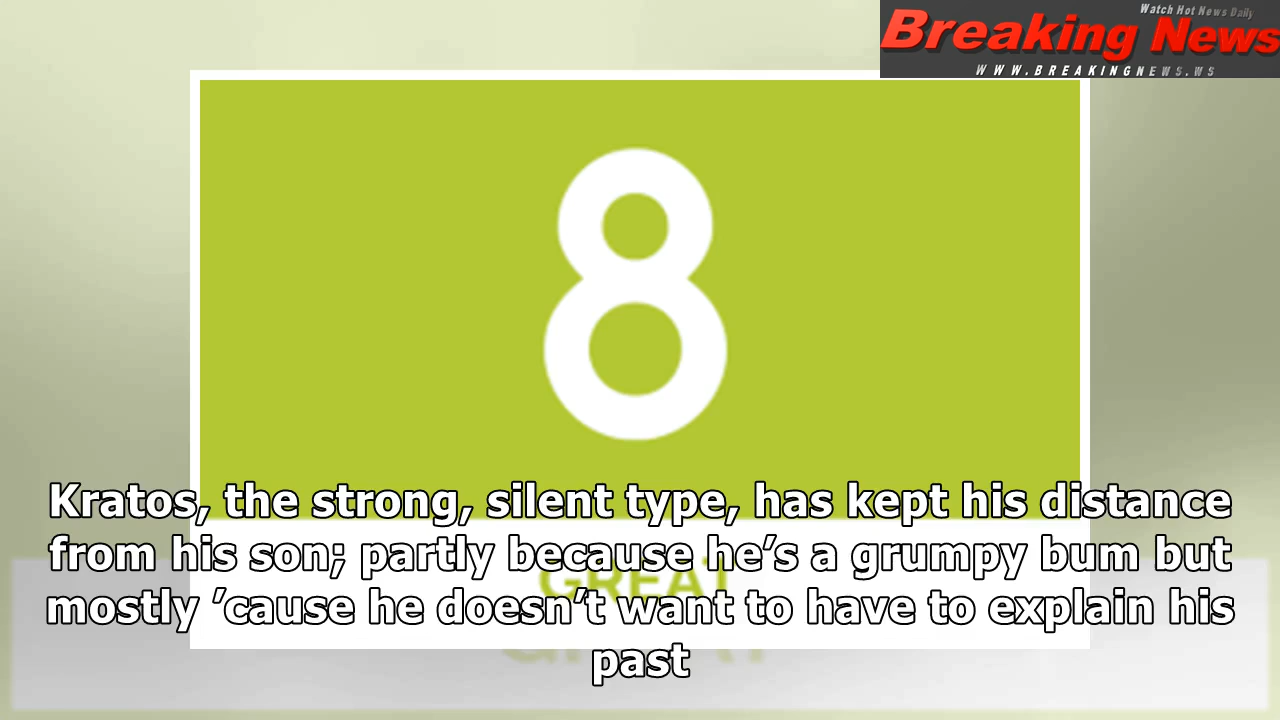 Watch Hot News Daily
Breaking News
WWW.BREAKINGNEWS.WS
8
GREAT
Kratos, the strong, silent type, has kept his distance
from his son; partly because he’s a grumpy bum but
mostly ’cause he doesn’t want to have to explain his
past